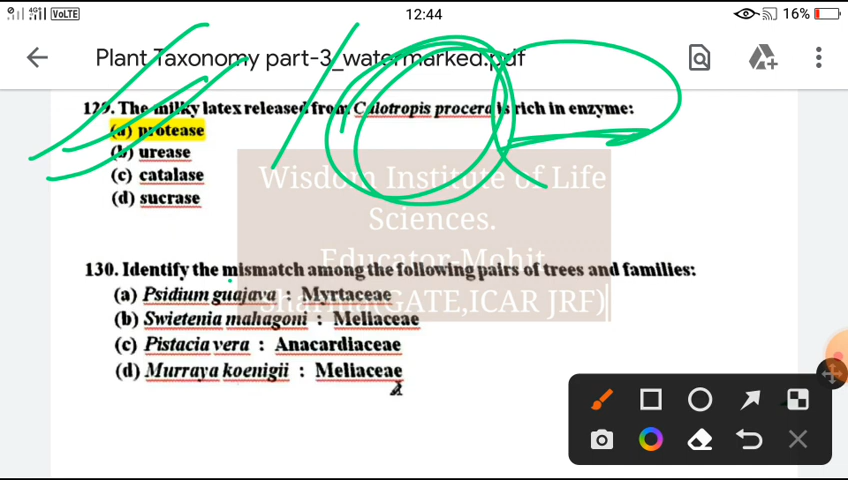 4G VoLTE 12:44 16%
Plant Taxonomy part-3_watermarked.pdf
129. The milky latex released from Calotropis procera is rich in enzyme:
(a) protease
(b) urease
(c) catalase
(d) sucrase
Wisdom Institute of Life
Sciences.
Educator-Mohit
Sharma(GATE,ICAR JRF)
130. Identify the mismatch among the following pairs of trees and families:
(a) Psidium guajava : Myrtaceae
(b) Swietenia mahagoni : Meliaceae
(c) Pistacia vera : Anacardiaceae
(d) Murraya koenigii : Meliaceae